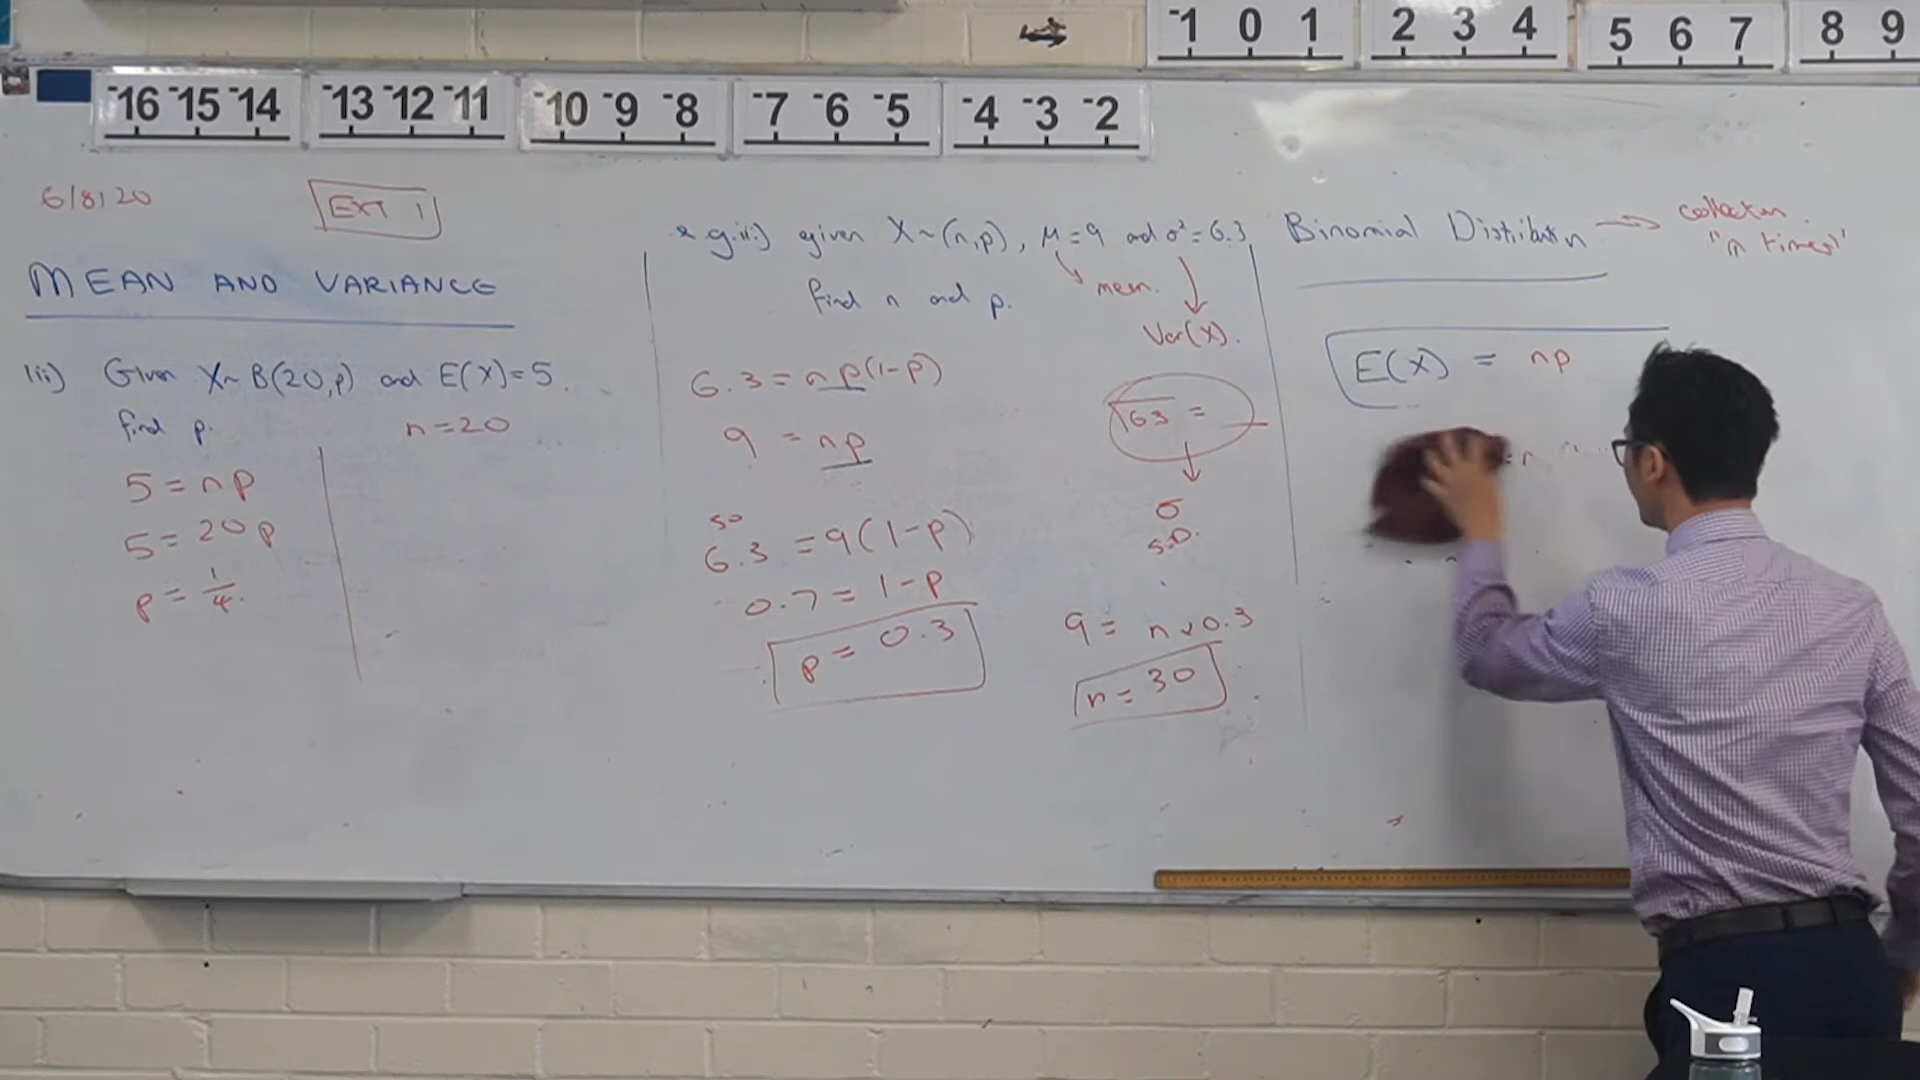 -1 0 1 2 3 4 5 6 7 8 9
-16 -15 -14 -13 -12 -11 -10 -9 -8 -7 -6 -5 -4 -3 -2
6/8/20
EXT 1
MEAN AND VARIANCE
iii) Given X~B(20,p) and E(X)=5.
find p.
n=20
5 = np
5 = 20p
p = 1/4.
e.g.iii) given X~(n,p), μ=9 and σ²=6.3
find n and p.
mean.
Var(X).
6.3 = np(1-p)
9 = np
so
6.3 = 9(1-p)
0.7 = 1-p
p = 0.3
√6.3 =
σ
S.D.
9 = n×0.3
n = 30
Binomial Distribution →
"n times"
E(X) = np